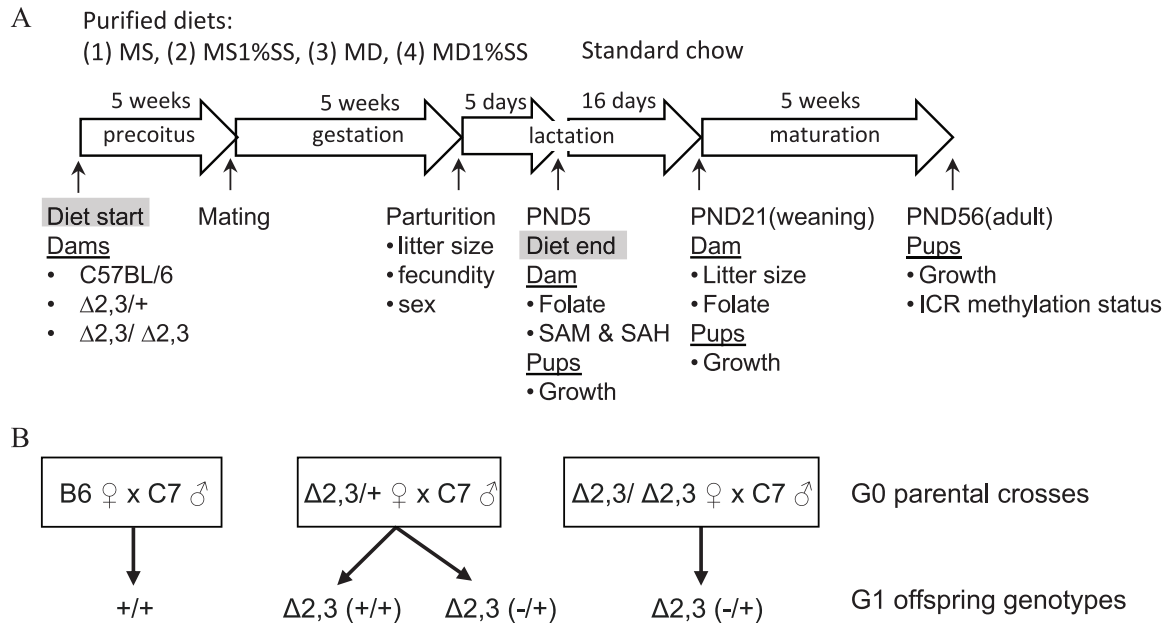 A
Purified diets:
(1) MS, (2) MS1%SS, (3) MD, (4) MD1%SS
Standard chow
5 weeks
5 weeks
5 days
16 days
5 weeks
precoitus
gestation
lactation
maturation
Diet start
Dams
• C57BL/6
• Δ2,3/+
• Δ2,3/ Δ2,3
Mating
Parturition
• litter size
• fecundity
• sex
PND5
Diet end
Dam
• Folate
• SAM & SAH
Pups
• Growth
PND21(weaning)
Dam
• Litter size
• Folate
Pups
• Growth
PND56(adult)
Pups
• Growth
• ICR methylation status
B
B6 ♀ x C7 ♂
Δ2,3/+ ♀ x C7 ♂
Δ2,3/ Δ2,3 ♀ x C7 ♂
G0 parental crosses
+/+
Δ2,3 (+/+)
Δ2,3 (-/+)
Δ2,3 (-/+)
G1 offspring genotypes